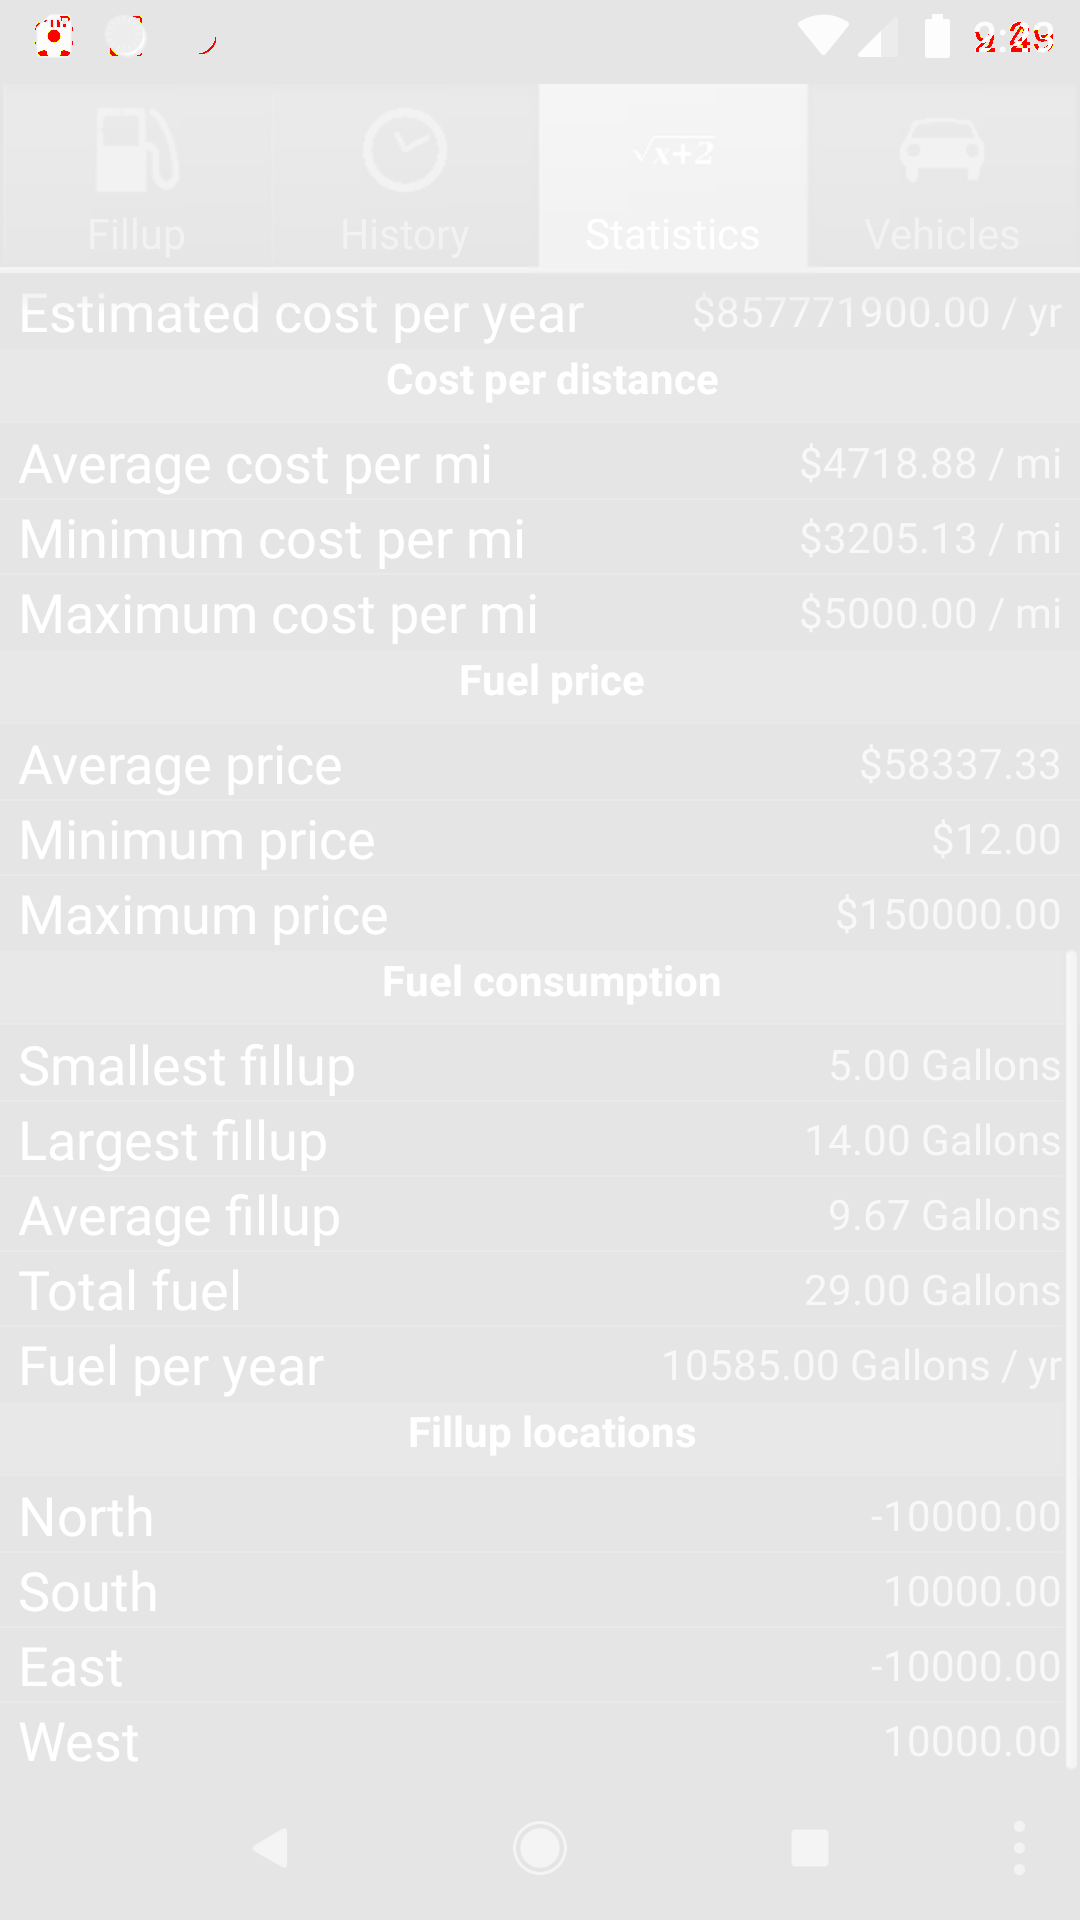 Fillup
History
√x+2
Statistics
Vehicles
Estimated cost per year $857771900.00 / yr
Cost per distance
Average cost per mi $4718.88 / mi
Minimum cost per mi $3205.13 / mi
Maximum cost per mi $5000.00 / mi
Fuel price
Average price $58337.33
Minimum price $12.00
Maximum price $150000.00
Fuel consumption
Smallest fillup 5.00 Gallons
Largest fillup 14.00 Gallons
Average fillup 9.67 Gallons
Total fuel 29.00 Gallons
Fuel per year 10585.00 Gallons / yr
Fillup locations
North -10000.00
South 10000.00
East -10000.00
West 10000.00